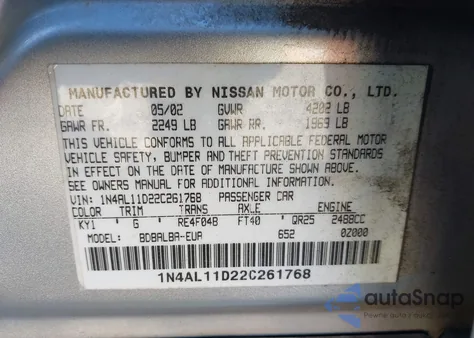 MANUFACTURED BY NISSAN MOTOR CO., LTD.
DATE 05/02 GVWR 4202 LB
GAWR FR. 2249 LB GAWR RR. 1969 LB
THIS VEHICLE CONFORMS TO ALL APPLICABLE FEDERAL MOTOR
VEHICLE SAFETY, BUMPER AND THEFT PREVENTION STANDARDS
IN EFFECT ON THE DATE OF MANUFACTURE SHOWN ABOVE.
SEE OWNERS MANUAL FOR ADDITIONAL INFORMATION.
VIN: 1N4AL11D22C261768 PASSENGER CAR
COLOR TRIM TRANS AXLE ENGINE
KY1 G RE4F04B FT40 QR25 2488CC
MODEL: BDBALBA-EUA 652 0Z000
1N4AL11D22C261768
autoSnap